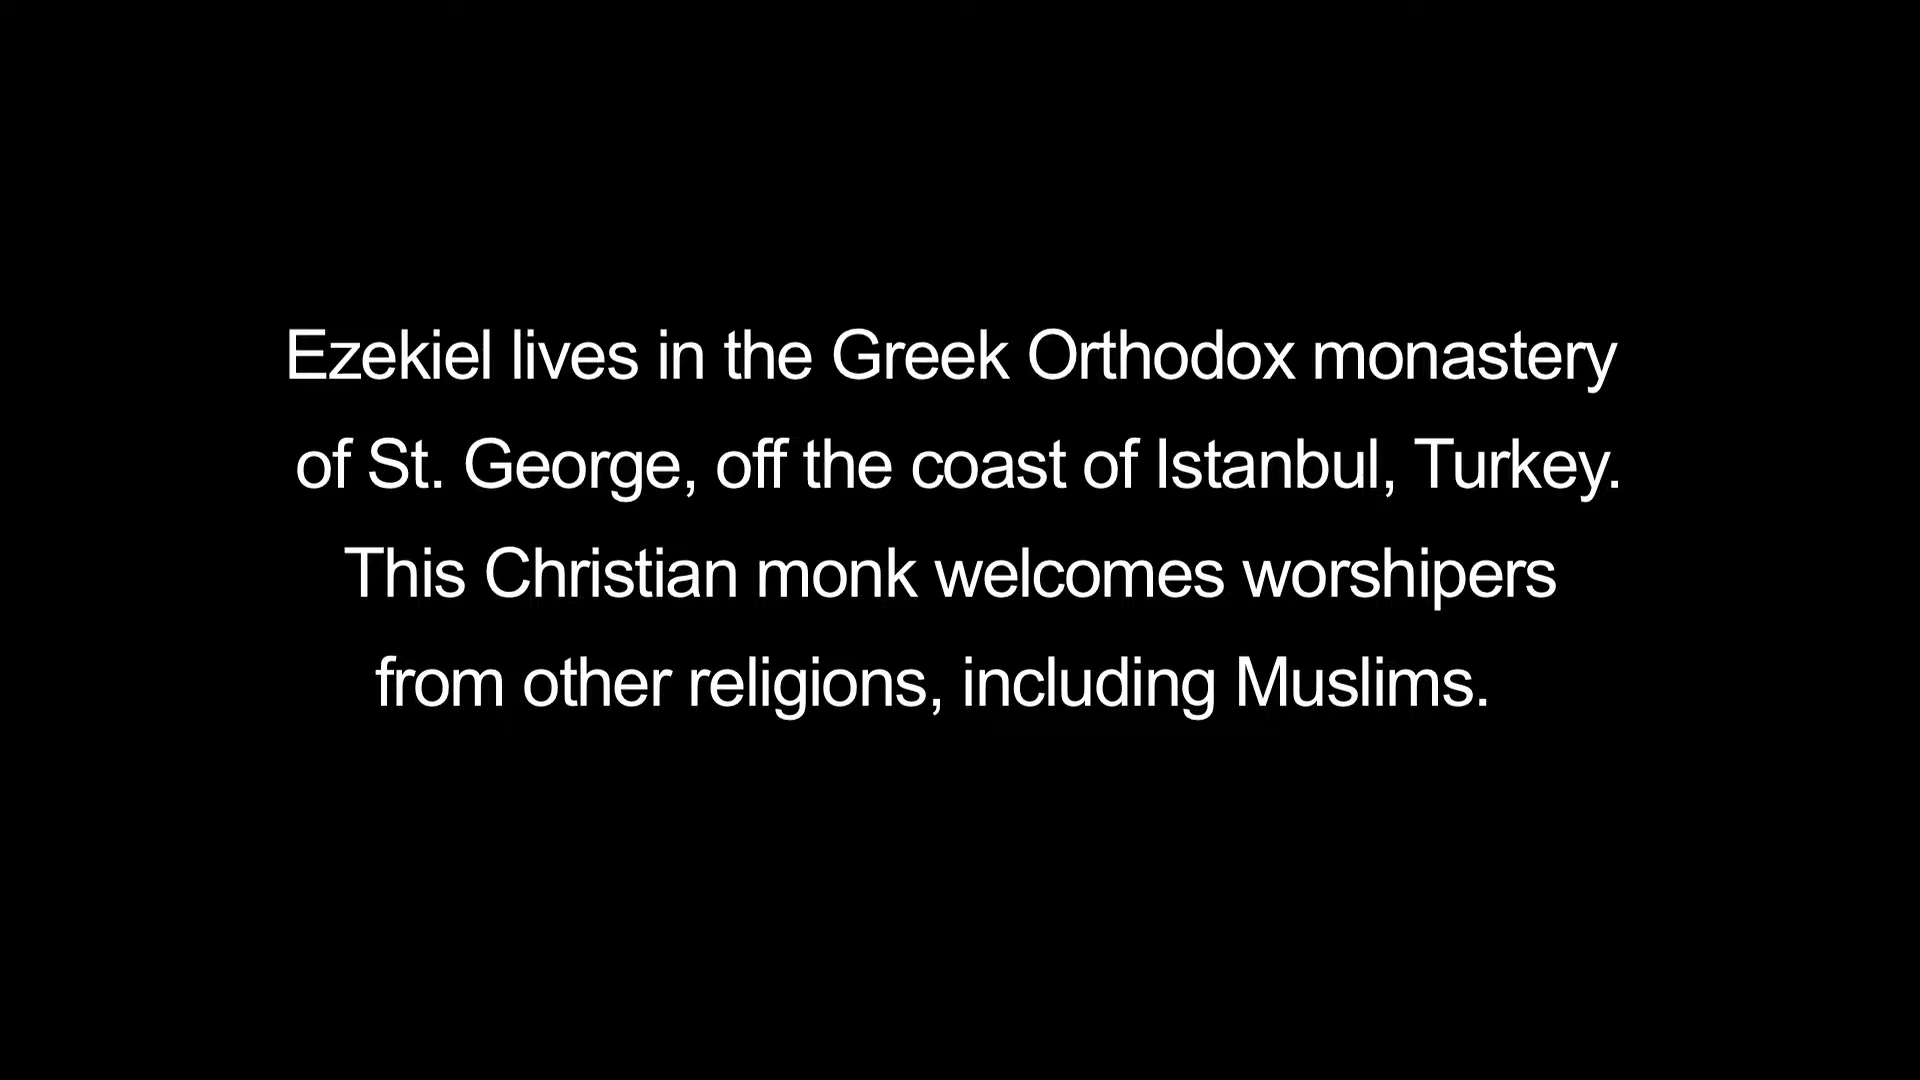 Ezekiel lives in the Greek Orthodox monastery
of St. George, off the coast of Istanbul, Turkey.
This Christian monk welcomes worshipers
from other religions, including Muslims.